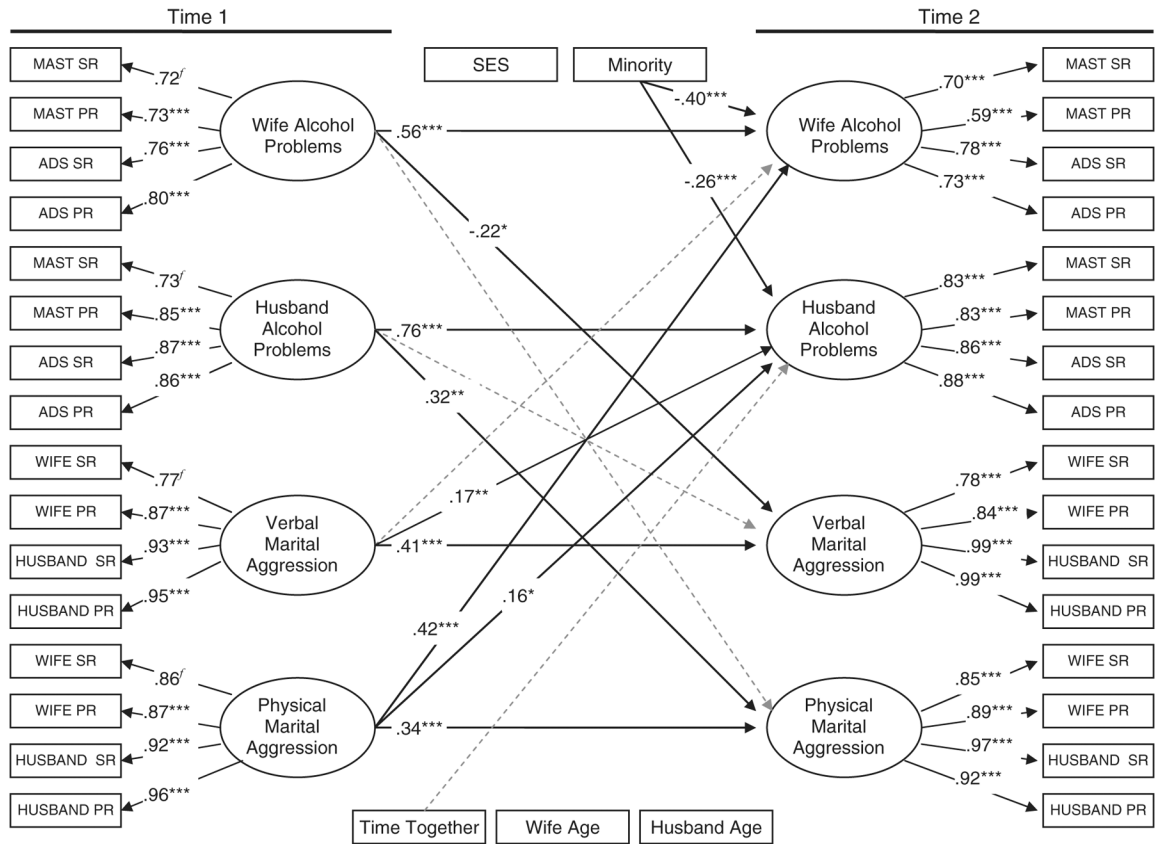 Time 1
Time 2
SES
Minority
MAST SR
MAST PR
ADS SR
ADS PR
.72f
.73***
.76***
.80***
Wife Alcohol
Problems
.56***
-.40***
-.26***
-.22*
Wife Alcohol
Problems
.70***
.59***
.78***
.73***
MAST SR
MAST PR
ADS SR
ADS PR
MAST SR
MAST PR
ADS SR
ADS PR
.73f
.85***
.87***
.86***
Husband
Alcohol
Problems
.76***
.32**
Husband
Alcohol
Problems
.83***
.83***
.86***
.88***
MAST SR
MAST PR
ADS SR
ADS PR
WIFE SR
WIFE PR
HUSBAND SR
HUSBAND PR
.77f
.87***
.93***
.95***
Verbal
Marital
Aggression
.17**
.41***
.16*
.42***
Verbal
Marital
Aggression
.78***
.84***
.99***
.99***
WIFE SR
WIFE PR
HUSBAND SR
HUSBAND PR
WIFE SR
WIFE PR
HUSBAND SR
HUSBAND PR
.86f
.87***
.92***
.96***
Physical
Marital
Aggression
.34***
Physical
Marital
Aggression
.85***
.89***
.97***
.92***
WIFE SR
WIFE PR
HUSBAND SR
HUSBAND PR
Time Together
Wife Age
Husband Age